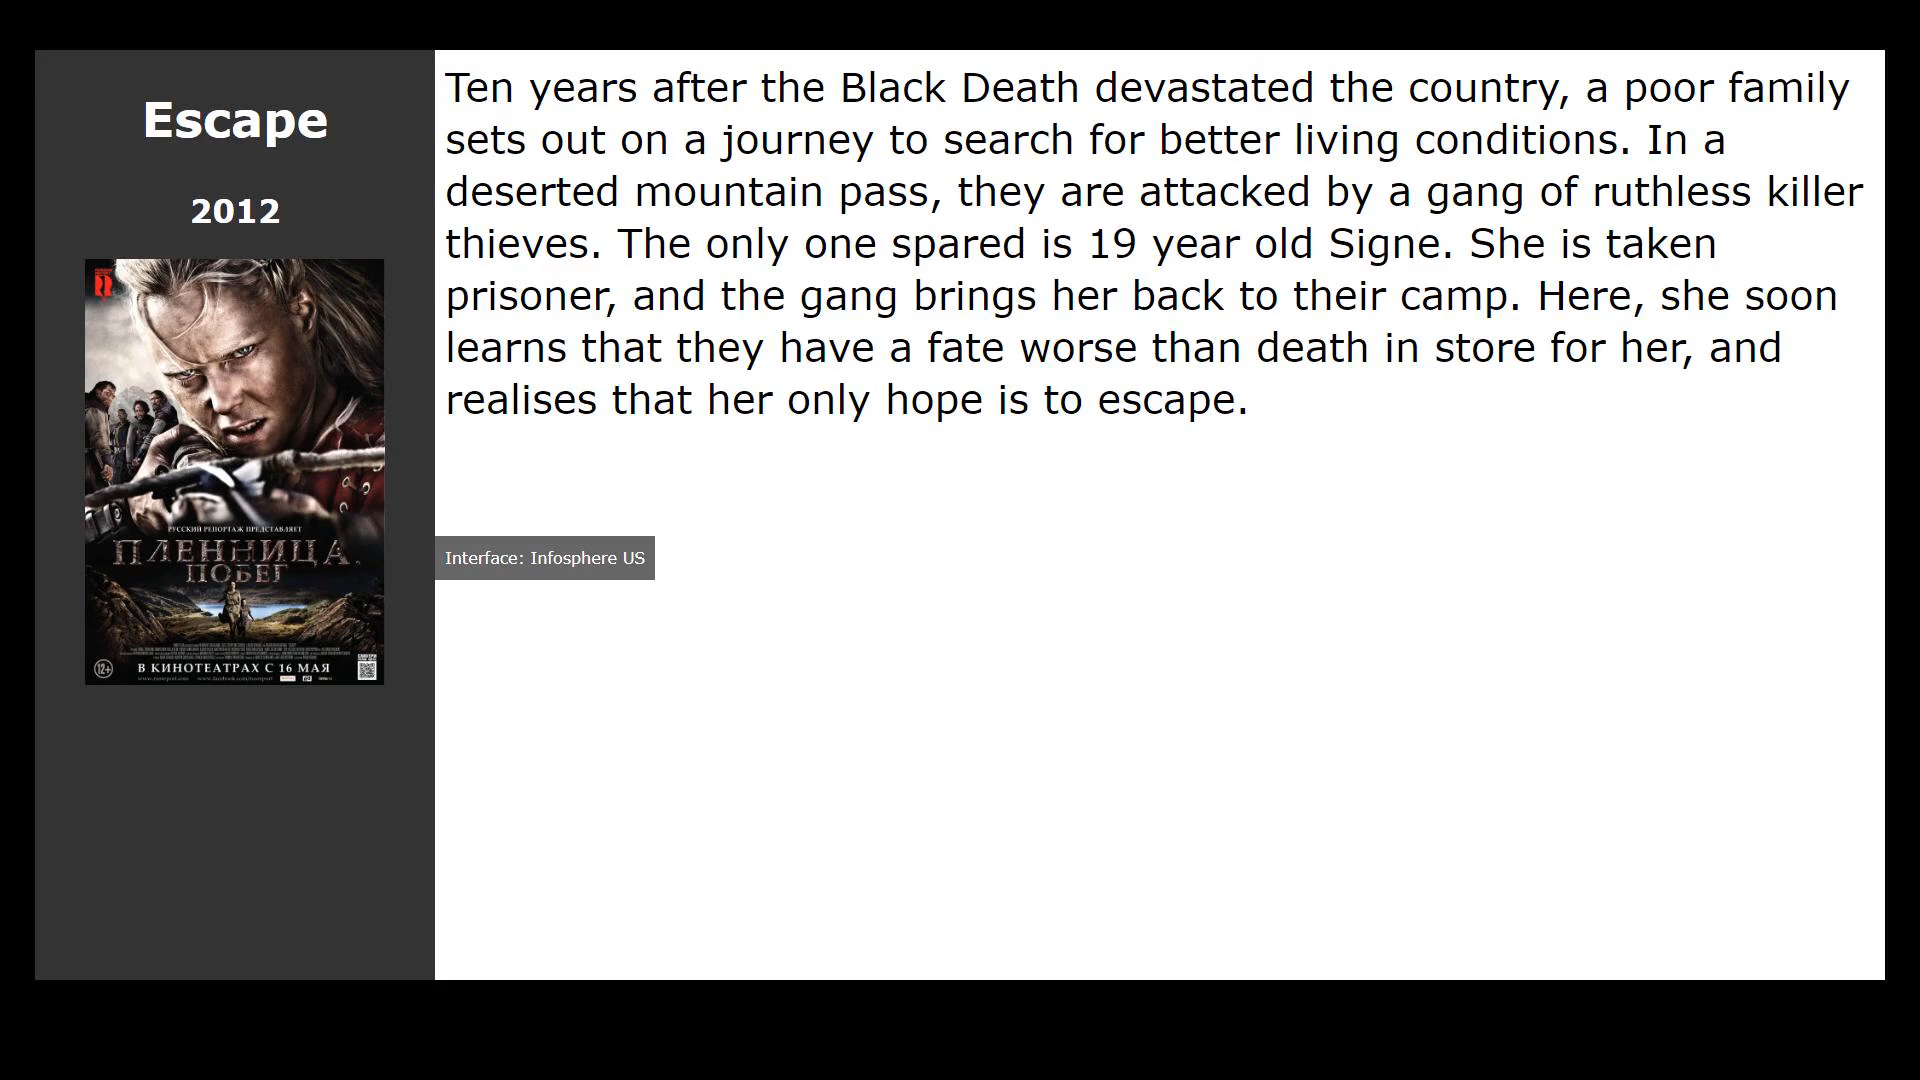 Escape
2012
РУССКИЙ РЕПОРТАЖ ПРЕДСТАВЛЯЕТ
ПЛЕННИЦА.
ПОБЕГ
12+
В КИНОТЕАТРАХ С 16 МАЯ
Ten years after the Black Death devastated the country, a poor family
sets out on a journey to search for better living conditions. In a
deserted mountain pass, they are attacked by a gang of ruthless killer
thieves. The only one spared is 19 year old Signe. She is taken
prisoner, and the gang brings her back to their camp. Here, she soon
learns that they have a fate worse than death in store for her, and
realises that her only hope is to escape.
Interface: Infosphere US